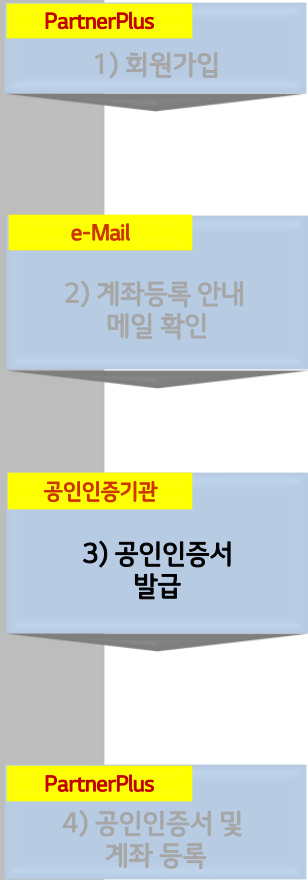 PartnerPlus
1) 회원가입
e-Mail
2) 계좌등록 안내
메일 확인
공인인증기관
3) 공인인증서
발급
PartnerPlus
4) 공인인증서 및
계좌 등록